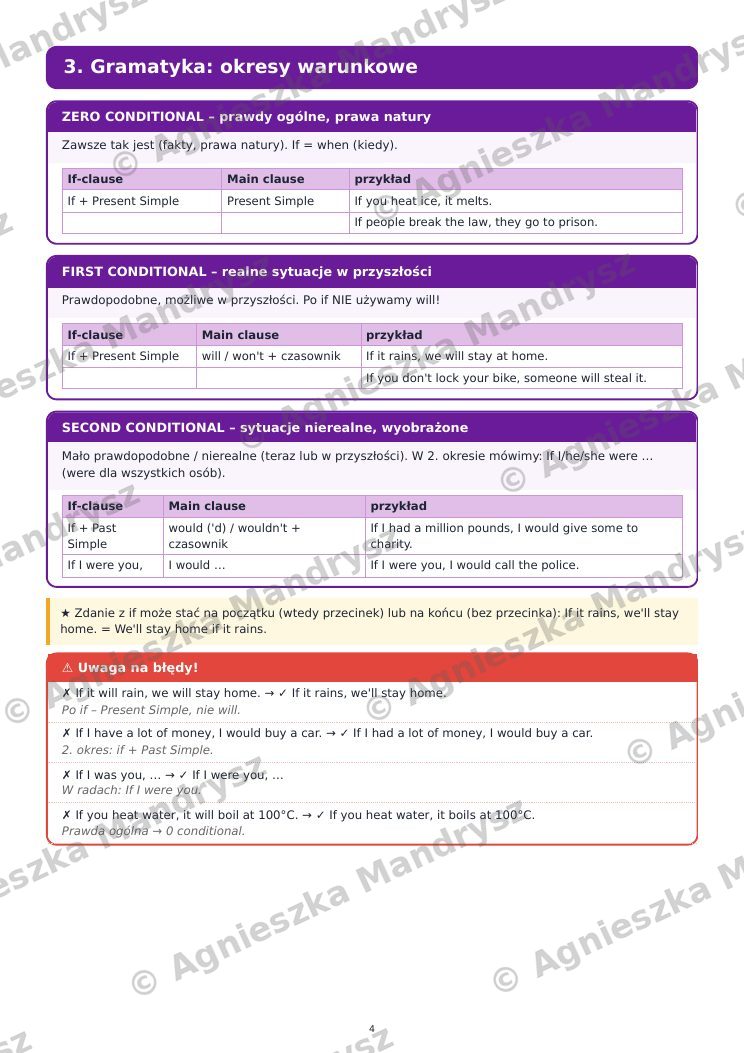 3. Gramatyka: okresy warunkowe
ZERO CONDITIONAL – prawdy ogólne, prawa natury
Zawsze tak jest (fakty, prawa natury). If = when (kiedy).
If-clause Main clause przykład
If + Present Simple Present Simple If you heat ice, it melts.
If people break the law, they go to prison.
FIRST CONDITIONAL – realne sytuacje w przyszłości
Prawdopodobne, możliwe w przyszłości. Po if NIE używamy will!
If-clause Main clause przykład
If + Present Simple will / won't + czasownik If it rains, we will stay at home.
If you don't lock your bike, someone will steal it.
SECOND CONDITIONAL – sytuacje nierealne, wyobrażone
Mało prawdopodobne / nierealne (teraz lub w przyszłości). W 2. okresie mówimy: If I/he/she were …
(were dla wszystkich osób).
If-clause Main clause przykład
If + Past Simple would ('d) / wouldn't + czasownik If I had a million pounds, I would give some to charity.
If I were you, I would … If I were you, I would call the police.
★ Zdanie z if może stać na początku (wtedy przecinek) lub na końcu (bez przecinka): If it rains, we'll stay
home. = We'll stay home if it rains.
⚠ Uwaga na błędy!
✗ If it will rain, we will stay home. → ✓ If it rains, we'll stay home.
Po if – Present Simple, nie will.
✗ If I have a lot of money, I would buy a car. → ✓ If I had a lot of money, I would buy a car.
2. okres: if + Past Simple.
✗ If I was you, … → ✓ If I were you, …
W radach: If I were you.
✗ If you heat water, it will boil at 100°C. → ✓ If you heat water, it boils at 100°C.
Prawda ogólna → 0 conditional.
© Agnieszka Mandrysz
4